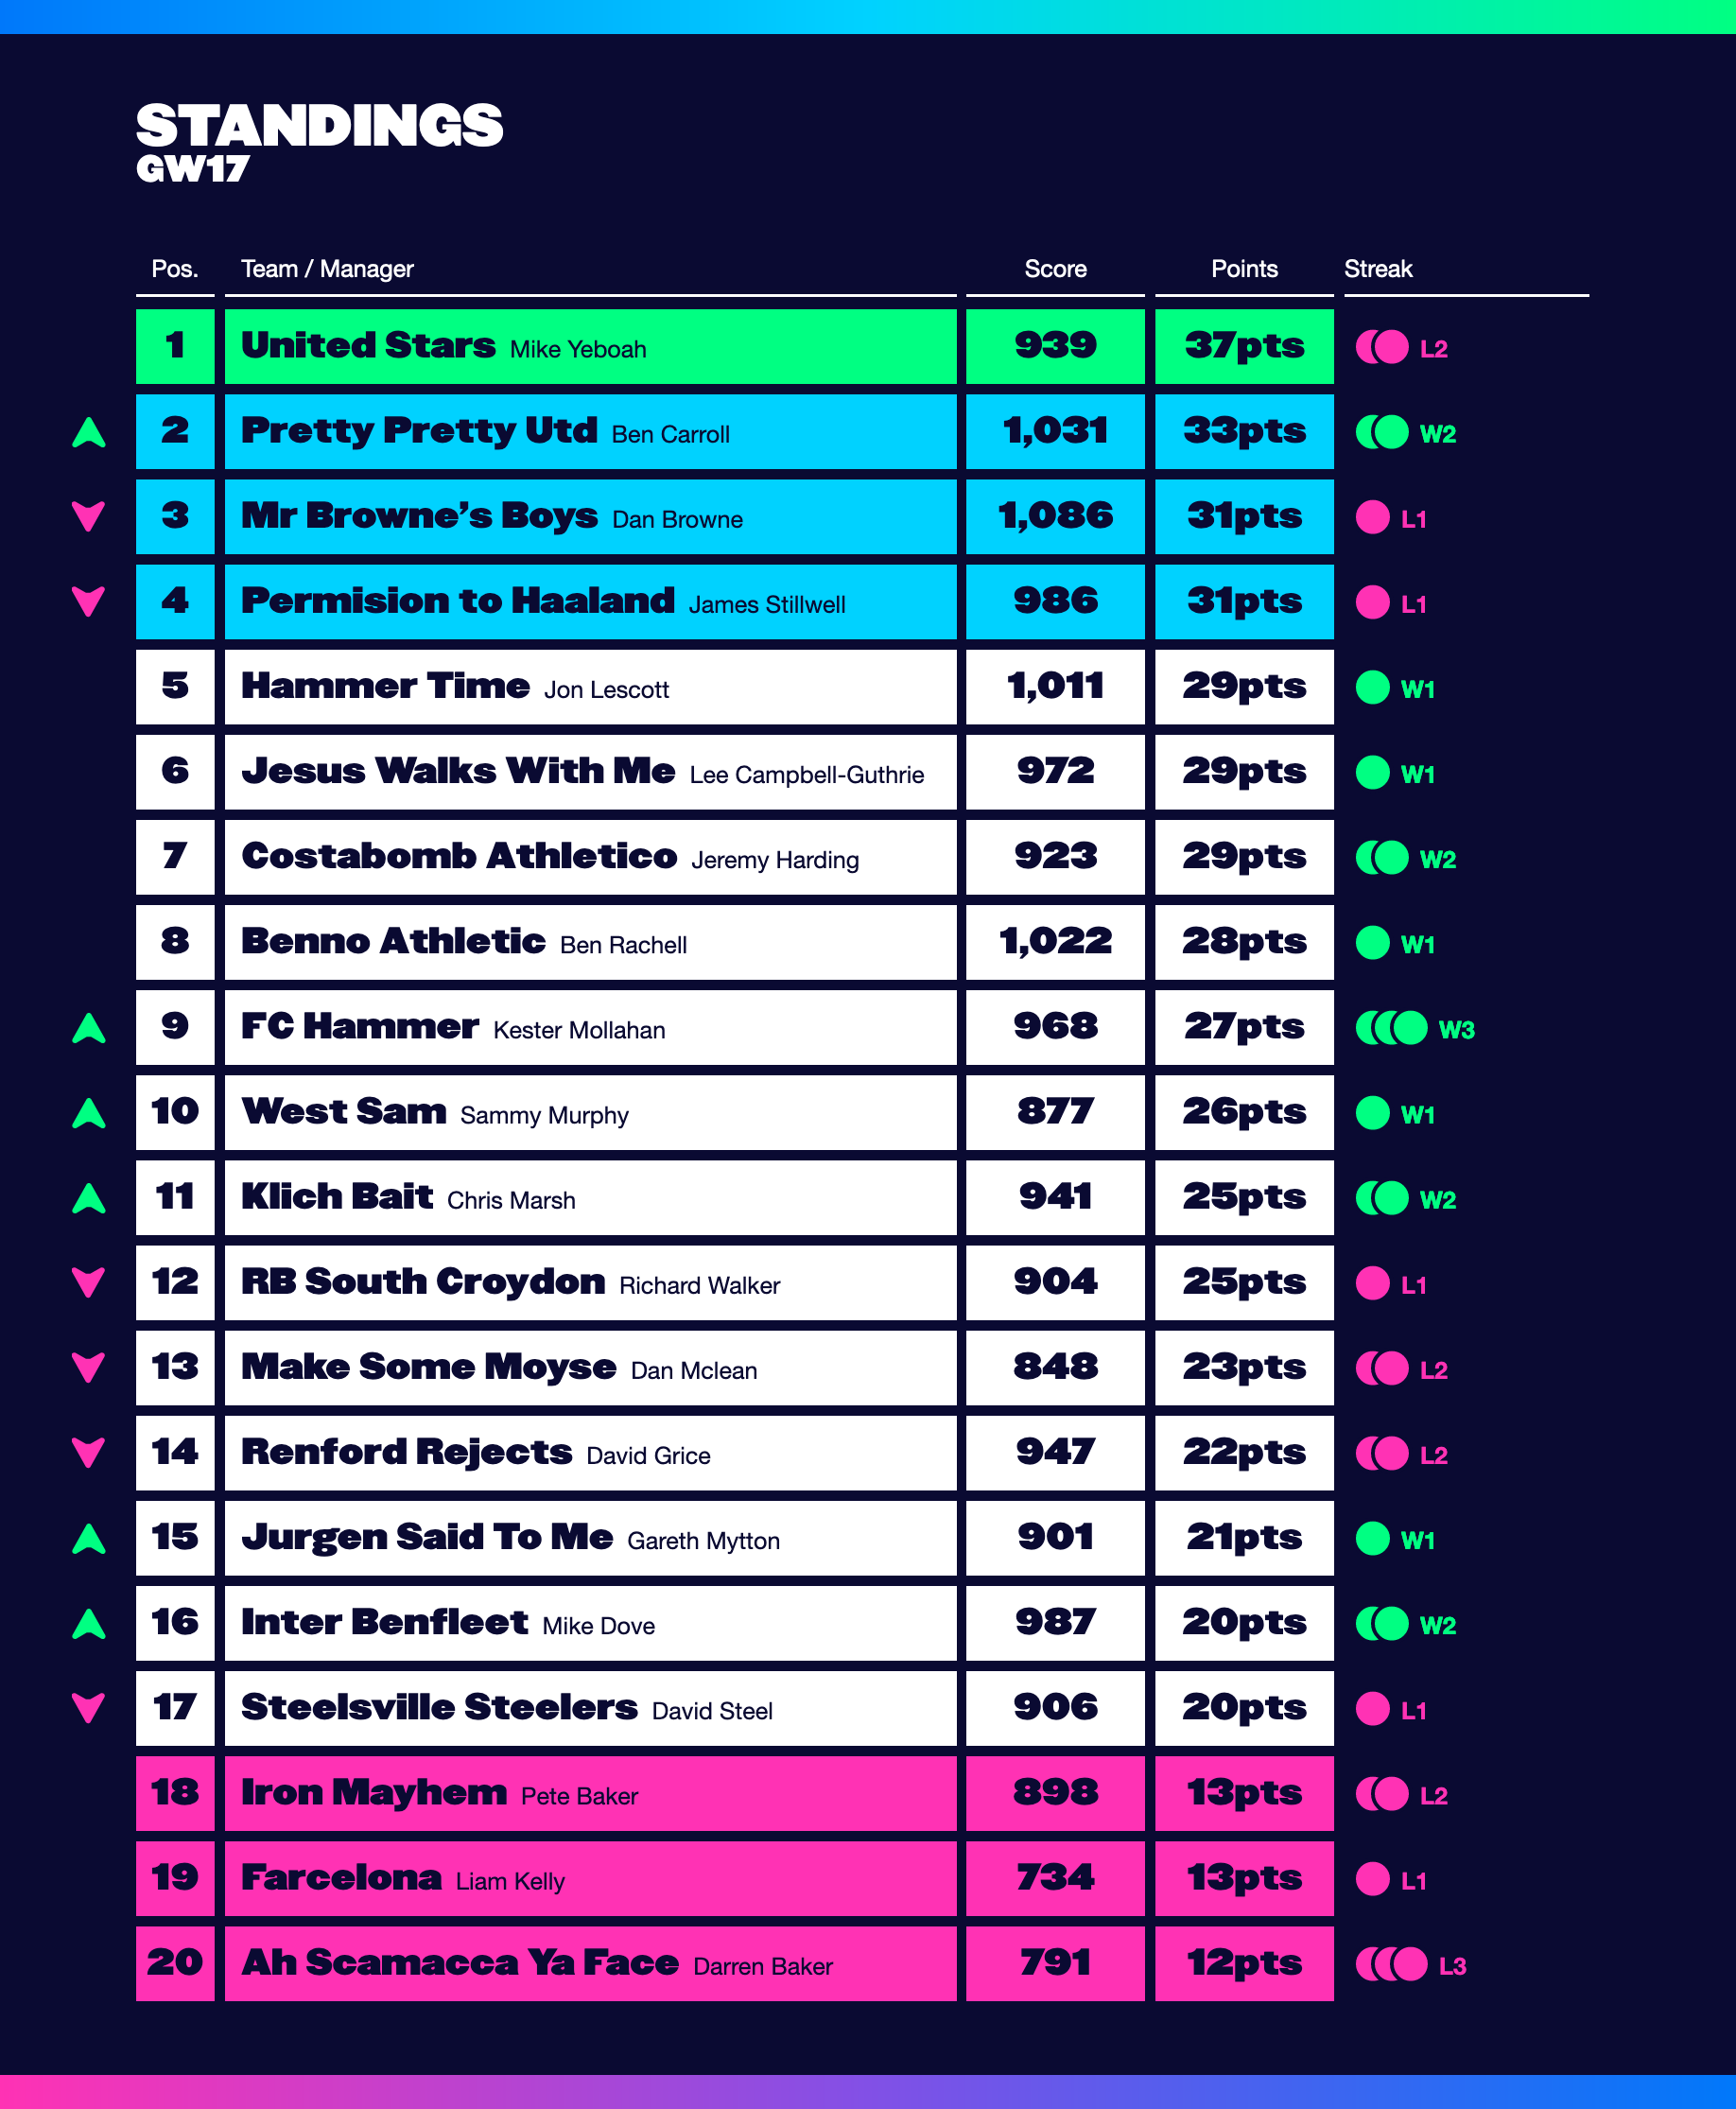 STANDINGS
GW17
Pos. Team / Manager Score Points Streak
1 United Stars Mike Yeboah 939 37pts L2
2 Pretty Pretty Utd Ben Carroll 1,031 33pts W2
3 Mr Browne’s Boys Dan Browne 1,086 31pts L1
4 Permision to Haaland James Stillwell 986 31pts L1
5 Hammer Time Jon Lescott 1,011 29pts W1
6 Jesus Walks With Me Lee Campbell-Guthrie 972 29pts W1
7 Costabomb Athletico Jeremy Harding 923 29pts W2
8 Benno Athletic Ben Rachell 1,022 28pts W1
9 FC Hammer Kester Mollahan 968 27pts W3
10 West Sam Sammy Murphy 877 26pts W1
11 Klich Bait Chris Marsh 941 25pts W2
12 RB South Croydon Richard Walker 904 25pts L1
13 Make Some Moyse Dan Mclean 848 23pts L2
14 Renford Rejects David Grice 947 22pts L2
15 Jurgen Said To Me Gareth Mytton 901 21pts W1
16 Inter Benfleet Mike Dove 987 20pts W2
17 Steelsville Steelers David Steel 906 20pts L1
18 Iron Mayhem Pete Baker 898 13pts L2
19 Farcelona Liam Kelly 734 13pts L1
20 Ah Scamacca Ya Face Darren Baker 791 12pts L3